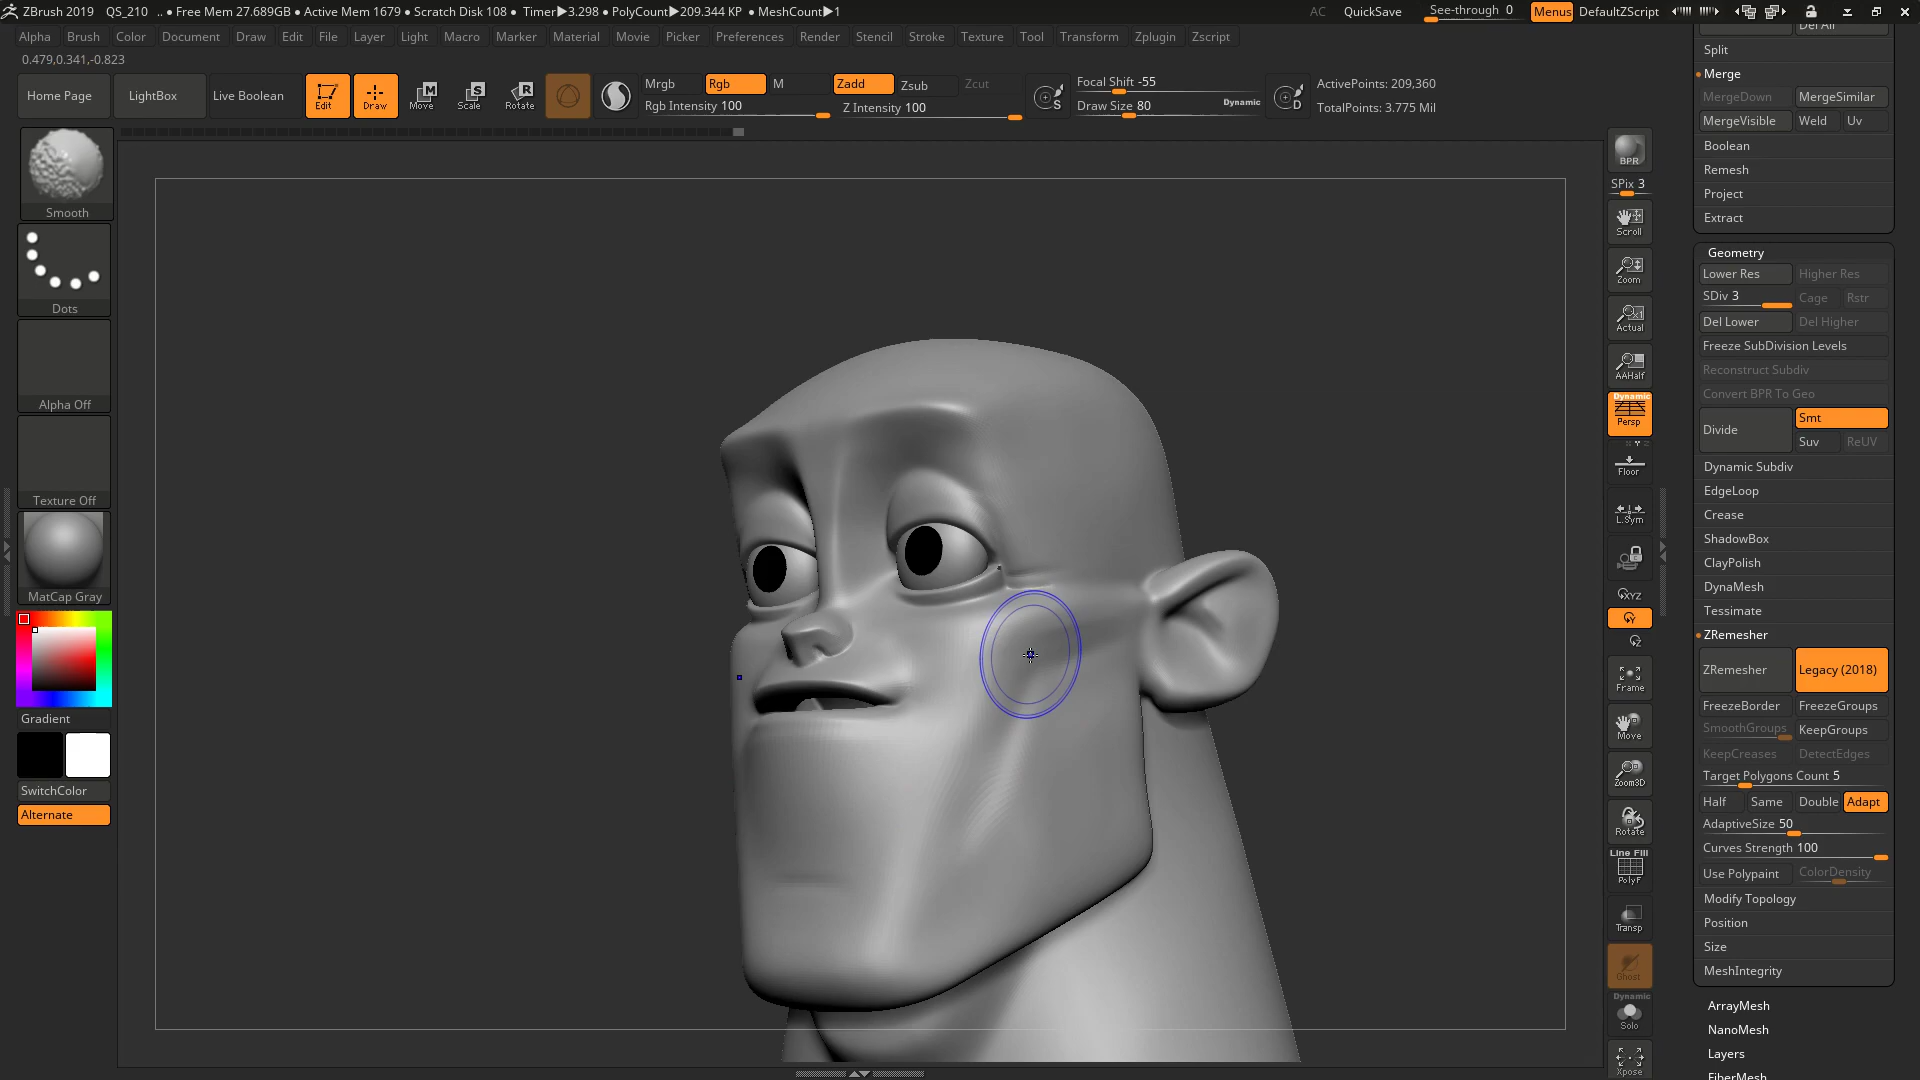 ZBrush 2019 QS_210 .. • Free Mem 27.689GB • Active Mem 1679 • Scratch Disk 108 • Timer▶3.298 • PolyCount▶209.344 KP • MeshCount▶1 AC QuickSave See-through 0 Menus DefaultZScript
Alpha Brush Color Document Draw Edit File Layer Light Macro Marker Material Movie Picker Preferences Render Stencil Stroke Texture Tool Transform Zplugin Zscript
0.479,0.341,-0.823
Home Page LightBox Live Boolean Edit Draw Move Scale Rotate
Mrgb Rgb M Zadd Zsub Zcut
Rgb Intensity 100 Z Intensity 100
S Focal Shift -55
Draw Size 80 Dynamic D
ActivePoints: 209,360
TotalPoints: 3.775 Mil
Smooth
Dots
Alpha Off
Texture Off
MatCap Gray
Gradient
SwitchColor
Alternate
BPR
SPix 3
Scroll
Zoom
Actual
AAHalf
Dynamic
Persp
Floor
L.Sym
XYZ
Y
Z
Frame
Move
Zoom3D
Rotate
Line Fill
PolyF
Transp
Ghost
Dynamic
Solo
Xpose
Del All
Split
Merge
MergeDown MergeSimilar
MergeVisible Weld Uv
Boolean
Remesh
Project
Extract
Geometry
Lower Res Higher Res
SDiv 3 Cage Rstr
Del Lower Del Higher
Freeze SubDivision Levels
Reconstruct Subdiv
Convert BPR To Geo
Divide Smt
Suv ReUV
Dynamic Subdiv
EdgeLoop
Crease
ShadowBox
ClayPolish
DynaMesh
Tessimate
ZRemesher
ZRemesher Legacy (2018)
FreezeBorder FreezeGroups
SmoothGroups KeepGroups
KeepCreases DetectEdges
Target Polygons Count 5
Half Same Double Adapt
AdaptiveSize 50
Curves Strength 100
Use Polypaint ColorDensity
Modify Topology
Position
Size
MeshIntegrity
ArrayMesh
NanoMesh
Layers
FiberMesh